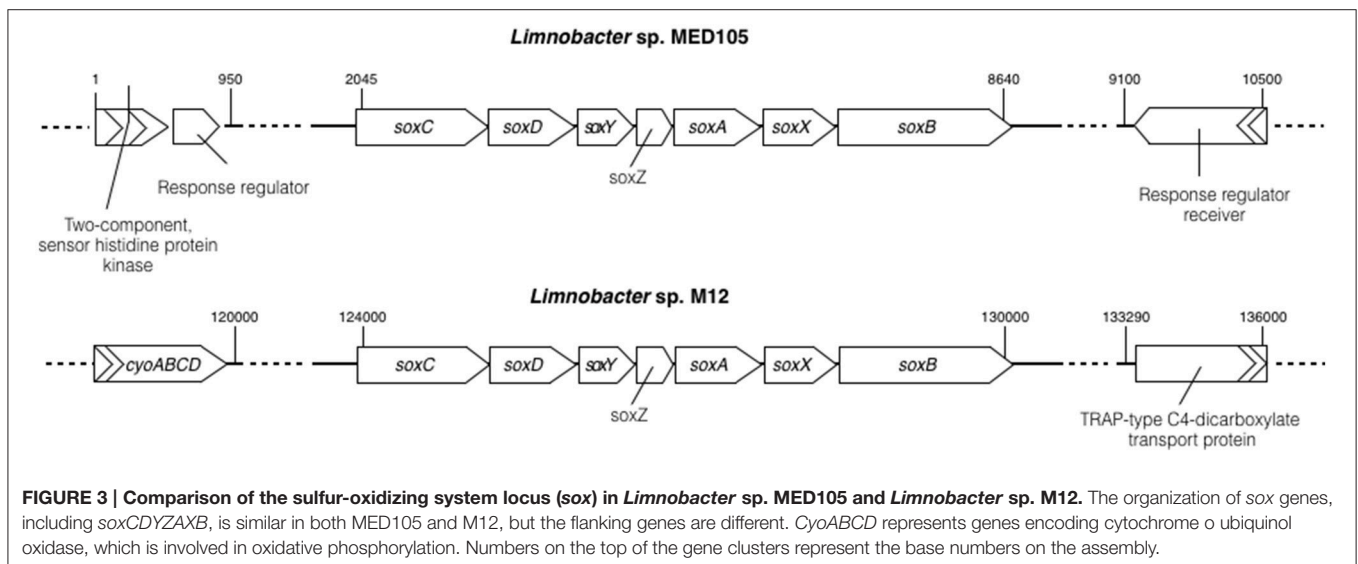 Limnobacter sp. MED105
1 950 2045 8640 9100 10500
soxC soxD soxY soxA soxX soxB
soxZ
Response regulator
Two-component,
sensor histidine protein
kinase
Response regulator
receiver
Limnobacter sp. M12
120000 124000 130000 133290 136000
cyoABCD soxC soxD soxY soxA soxX soxB
soxZ
TRAP-type C4-dicarboxylate
transport protein
FIGURE 3 | Comparison of the sulfur-oxidizing system locus (sox) in Limnobacter sp. MED105 and Limnobacter sp. M12. The organization of sox genes,
including soxCDYZAXB, is similar in both MED105 and M12, but the flanking genes are different. CyoABCD represents genes encoding cytochrome o ubiquinol
oxidase, which is involved in oxidative phosphorylation. Numbers on the top of the gene clusters represent the base numbers on the assembly.